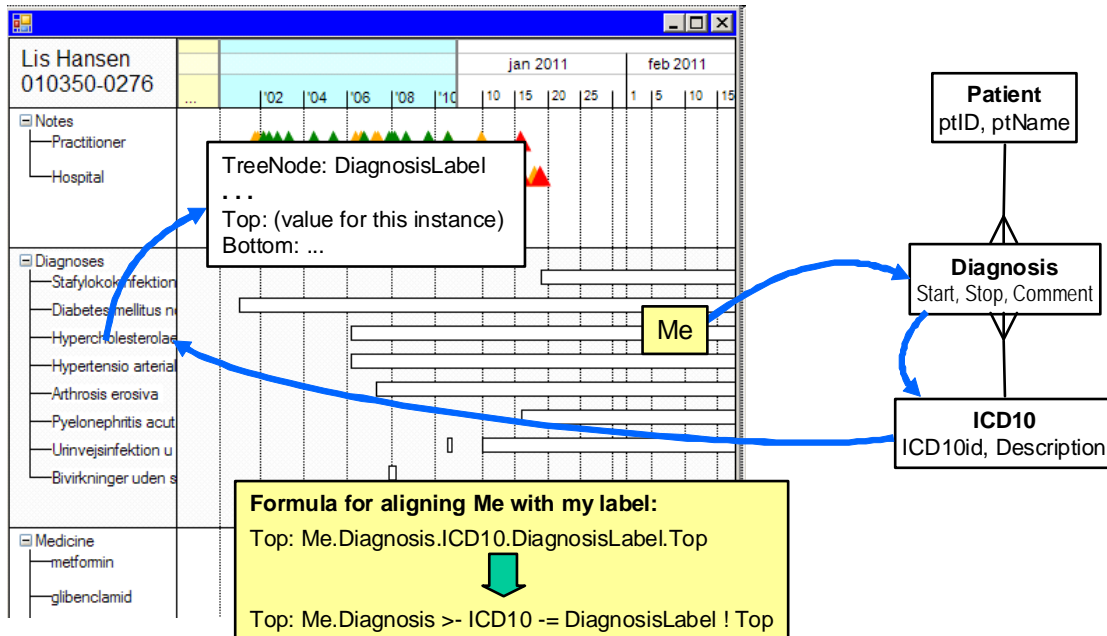 Lis Hansen
010350-0276
jan 2011
feb 2011
...
'02 '04 '06 '08 '10
10 15 20 25
1 5 10 15
Notes
Practitioner
Hospital
TreeNode: DiagnosisLabel
. . .
Top: (value for this instance)
Bottom: ...
Diagnoses
Stafylokokinfektion
Diabetes mellitus n
Hypercholesterolae
Hypertensio arterial
Arthrosis erosiva
Pyelonephritis acut
Urinvejsinfektion u
Bivirkninger uden s
Medicine
metformin
glibenclamid
Me
Formula for aligning Me with my label:
Top: Me.Diagnosis.ICD10.DiagnosisLabel.Top
Top: Me.Diagnosis >- ICD10 -= DiagnosisLabel ! Top
Patient
ptID, ptName
Diagnosis
Start, Stop, Comment
ICD10
ICD10id, Description